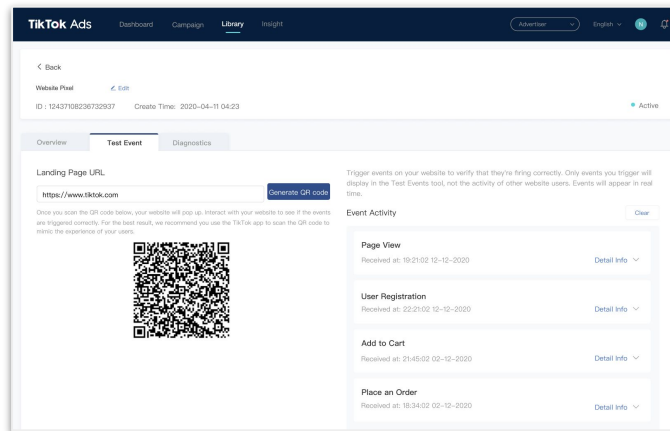 TikTok Ads
Dashboard
Campaign
Library
Insight
Advertiser
English
N
Back
Website Pixel
Edit
ID : 12437108236732937
Create Time: 2020-04-11 04:23
Active
Overview
Test Event
Diagnostics
Landing Page URL
https://www.tiktok.com
Generate QR code
Once you scan the QR code below, your website will pop up. Interact with your website to see if the events
are triggered correctly. For the best result, we recommend you use the TikTok app to scan the QR code to
mimic the experience of your users.
Trigger events on your website to verify that they're firing correctly. Only events you trigger will
display in the Test Events tool, not the activity of other website users. Events will appear in real
time.
Event Activity
Clear
Page View
Received at: 19:21:02 12-12-2020
Detail Info
User Registration
Received at: 22:21:02 12-12-2020
Detail Info
Add to Cart
Received at: 21:45:02 02-12-2020
Detail Info
Place an Order
Received at: 18:34:02 02-12-2020
Detail Info